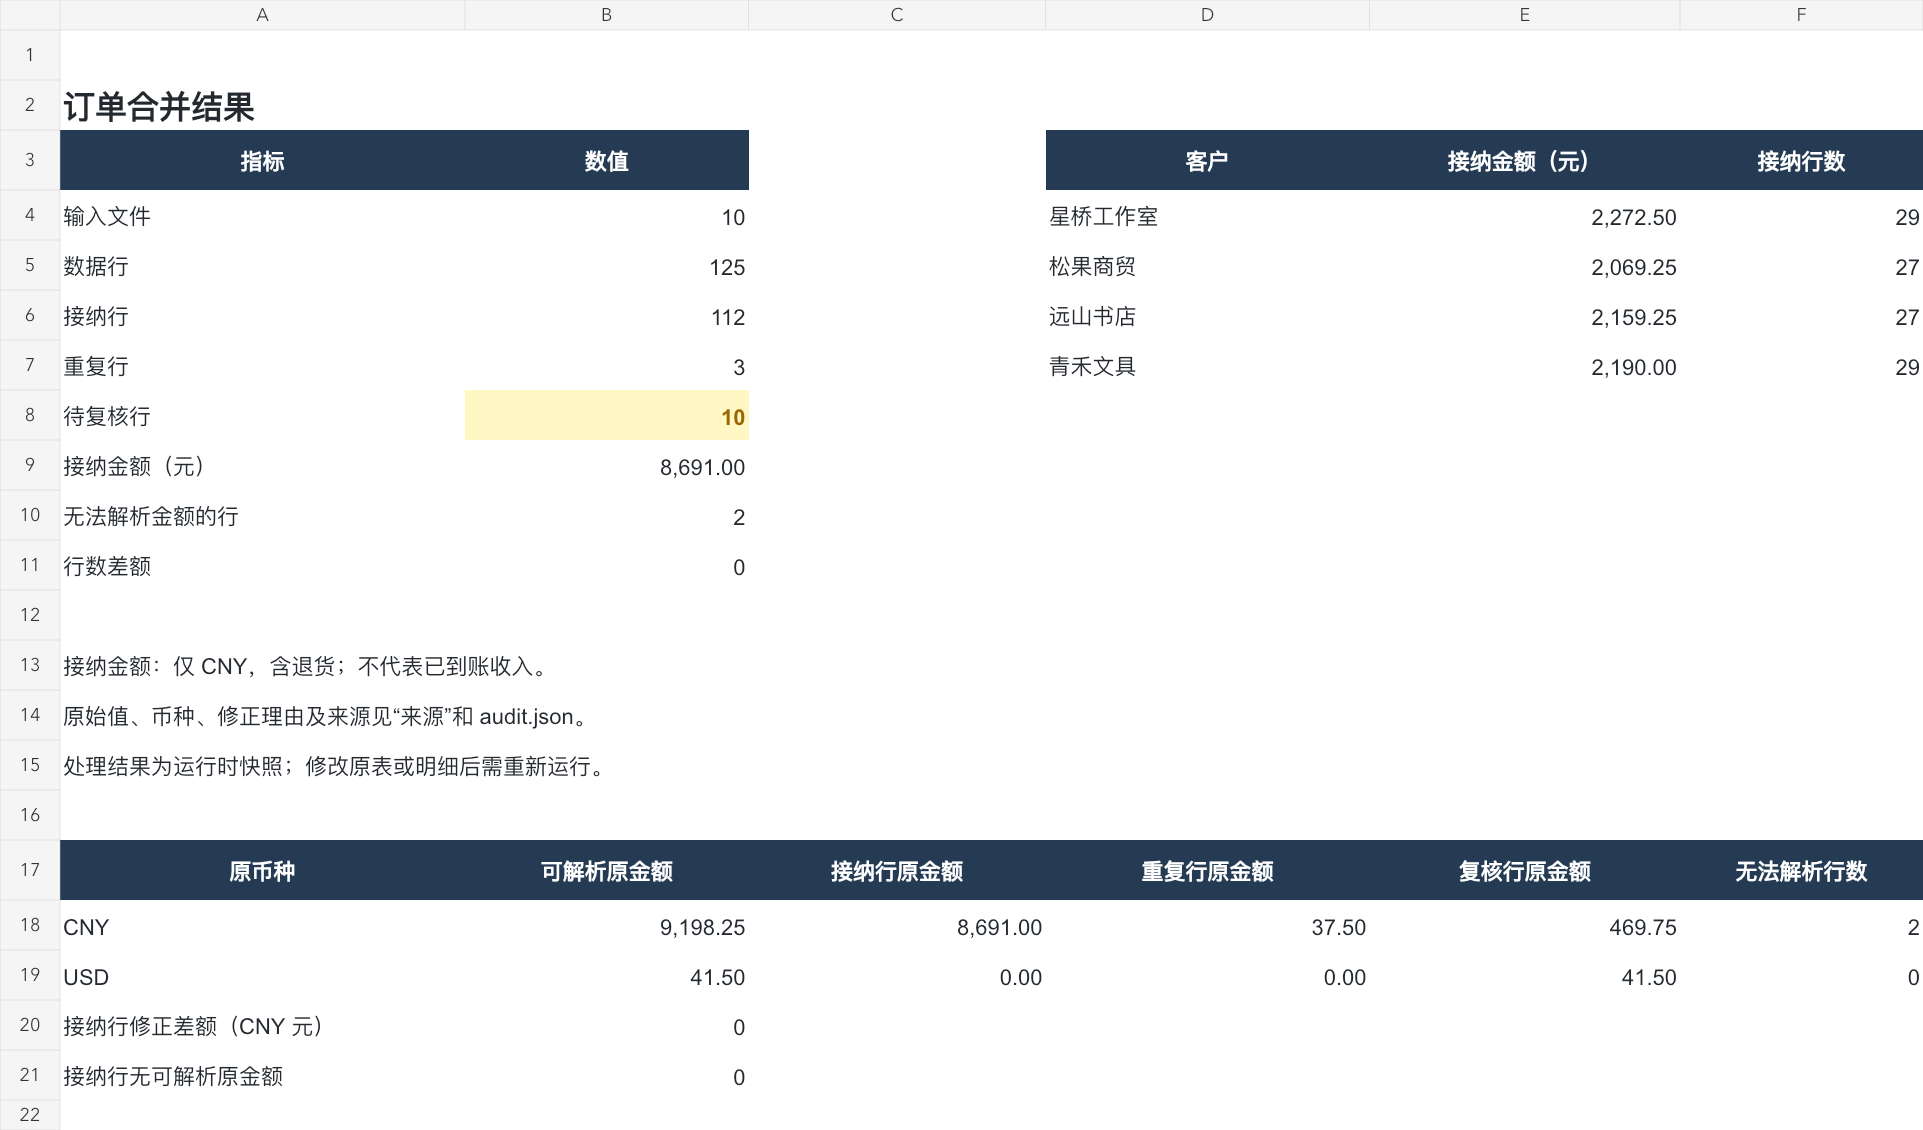 A B C D E F
1
2 订单合并结果
3 指标 数值 客户 接纳金额（元） 接纳行数
4 输入文件 10 星桥工作室 2,272.50 29
5 数据行 125 松果商贸 2,069.25 27
6 接纳行 112 远山书店 2,159.25 27
7 重复行 3 青禾文具 2,190.00 29
8 待复核行 10
9 接纳金额（元） 8,691.00
10 无法解析金额的行 2
11 行数差额 0
12
13 接纳金额：仅 CNY，含退货；不代表已到账收入。
14 原始值、币种、修正理由及来源见“来源”和 audit.json。
15 处理结果为运行时快照；修改原表或明细后需重新运行。
16
17 原币种 可解析原金额 接纳行原金额 重复行原金额 复核行原金额 无法解析行数
18 CNY 9,198.25 8,691.00 37.50 469.75 2
19 USD 41.50 0.00 0.00 41.50 0
20 接纳行修正差额（CNY 元） 0
21 接纳行无可解析原金额 0
22